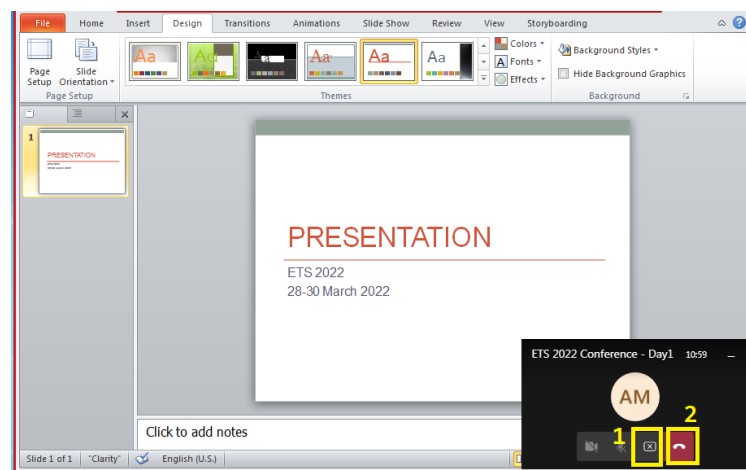 File Home Insert Design Transitions Animations Slide Show Review View Storyboarding
Aa Aa Aa Aa Aa Aa
Colors
Fonts
Effects
Background Styles
Hide Background Graphics
Page Setup
Slide Orientation
Page Setup Themes Background
1
PRESENTATION
PRESENTATION
ETS 2022
28-30 March 2022
ETS 2022 Conference - Day1 10:59
AM
1 2
Click to add notes
Slide 1 of 1 "Clarity" English (U.S.)